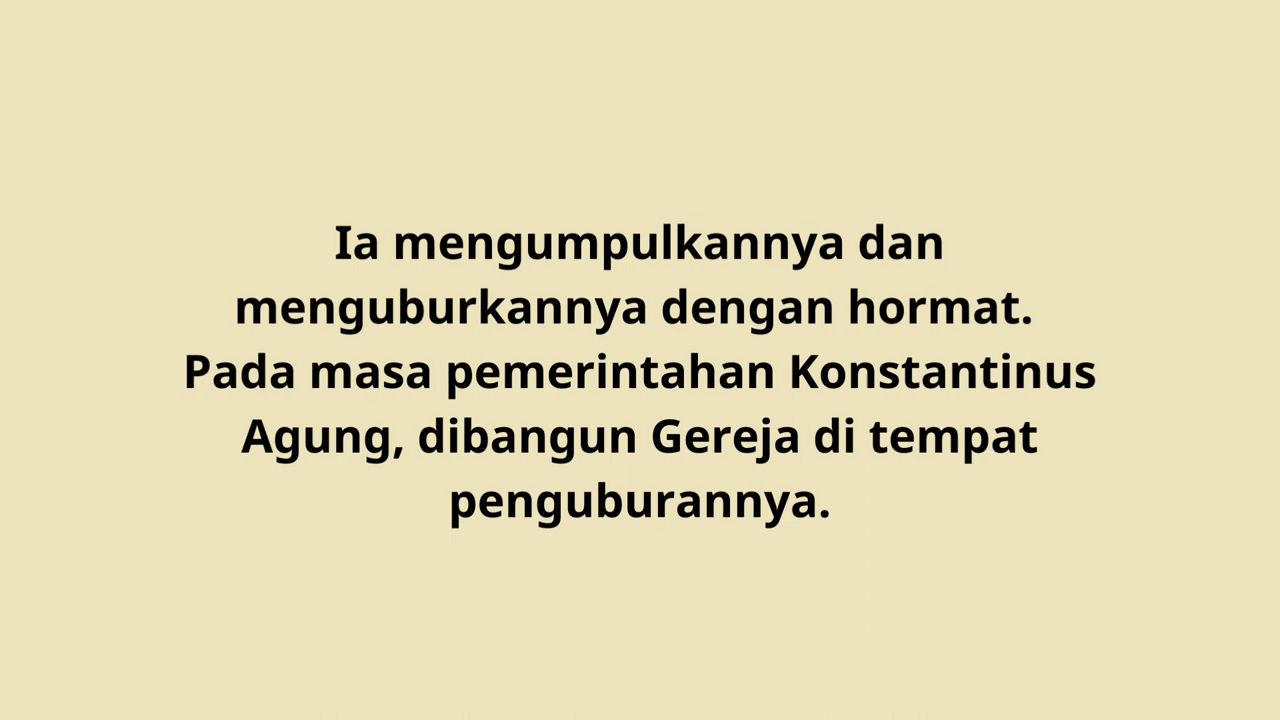 Ia mengumpulkannya dan
menguburkannya dengan hormat.
Pada masa pemerintahan Konstantinus
Agung, dibangun Gereja di tempat
penguburannya.